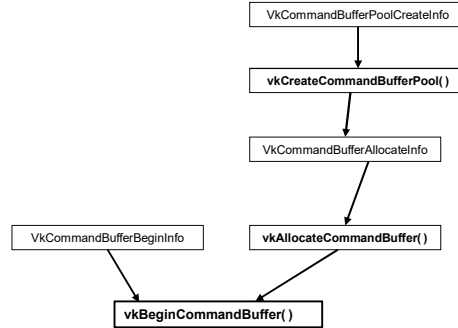 VkCommandBufferPoolCreateInfo
vkCreateCommandBufferPool( )
VkCommandBufferAllocateInfo
VkCommandBufferBeginInfo
vkAllocateCommandBuffer( )
vkBeginCommandBuffer( )